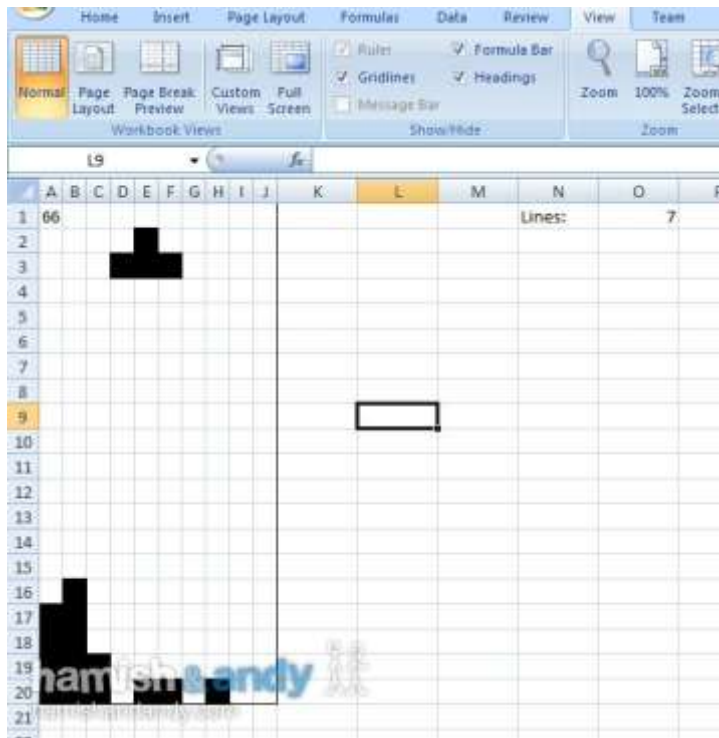 Home Insert Page Layout Formulas Data Review View Team
Ruler Formula Bar
Gridlines Headings
Message Bar
Normal Page Layout Page Break Preview Custom Views Full Screen Zoom 100% Zoom
Workbook Views Show/Hide Zoom
L9 fx
A B C D E F G H I J K L M N O
1 66 Lines: 7
2
3
4
5
6
7
8
9
10
11
12
13
14
15
16
17
18
19
hamish & andy
20
21